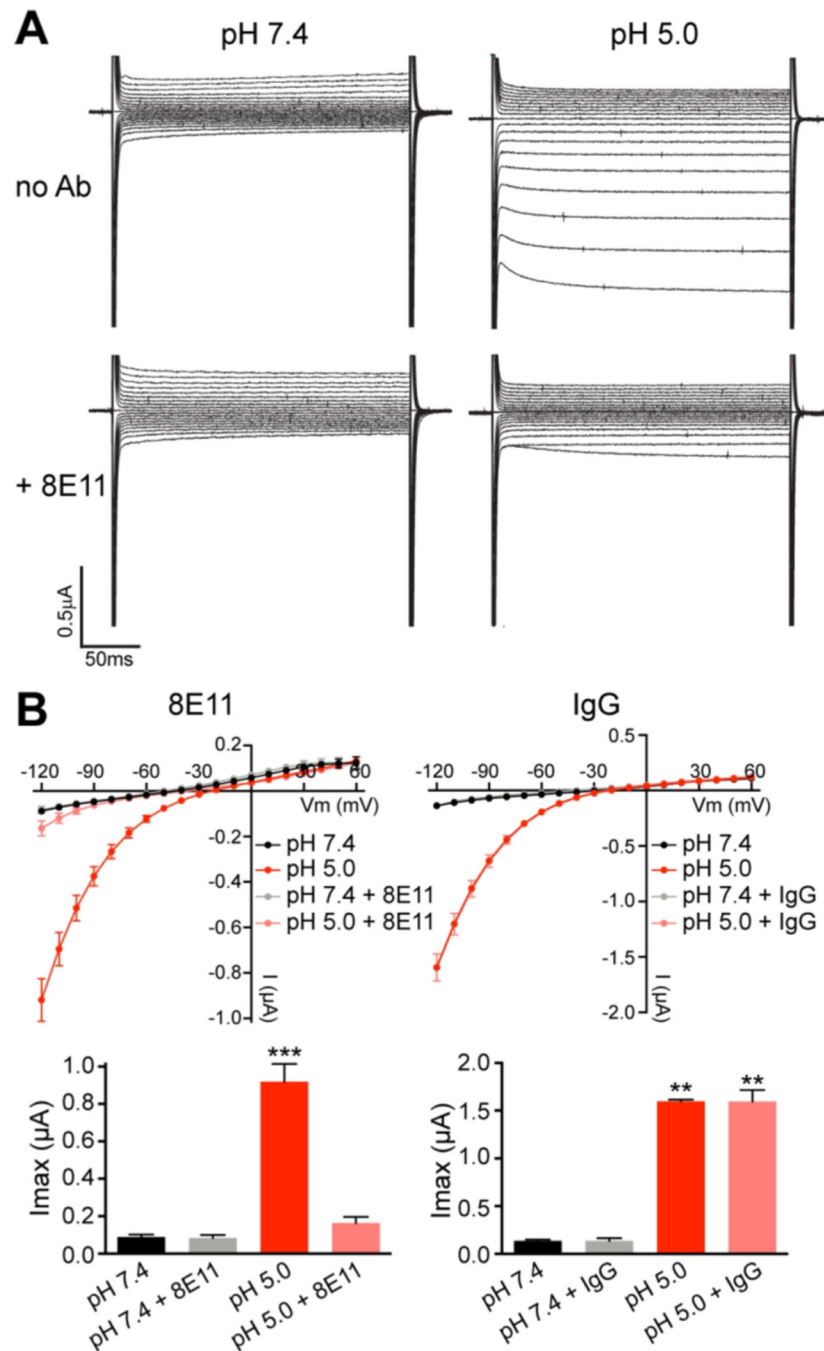 A
pH 7.4
pH 5.0
no Ab
+ 8E11
0.5µA
50ms
B
8E11
IgG
0.2
-120
-90
-60
-30
30
60
Vm (mV)
-0.2
-0.4
-0.6
-0.8
-1.0
I (µA)
pH 7.4
pH 5.0
pH 7.4 + 8E11
pH 5.0 + 8E11
0.5
-120
-90
-60
-30
30
60
Vm (mV)
-0.5
-1.0
-1.5
-2.0
I (µA)
pH 7.4
pH 5.0
pH 7.4 + IgG
pH 5.0 + IgG
Imax (µA)
1.0
0.8
0.6
0.4
0.2
0.0
***
pH 7.4
pH 7.4 + 8E11
pH 5.0
pH 5.0 + 8E11
Imax (µA)
2.0
1.5
1.0
0.5
0.0
**
**
pH 7.4
pH 7.4 + IgG
pH 5.0
pH 5.0 + IgG